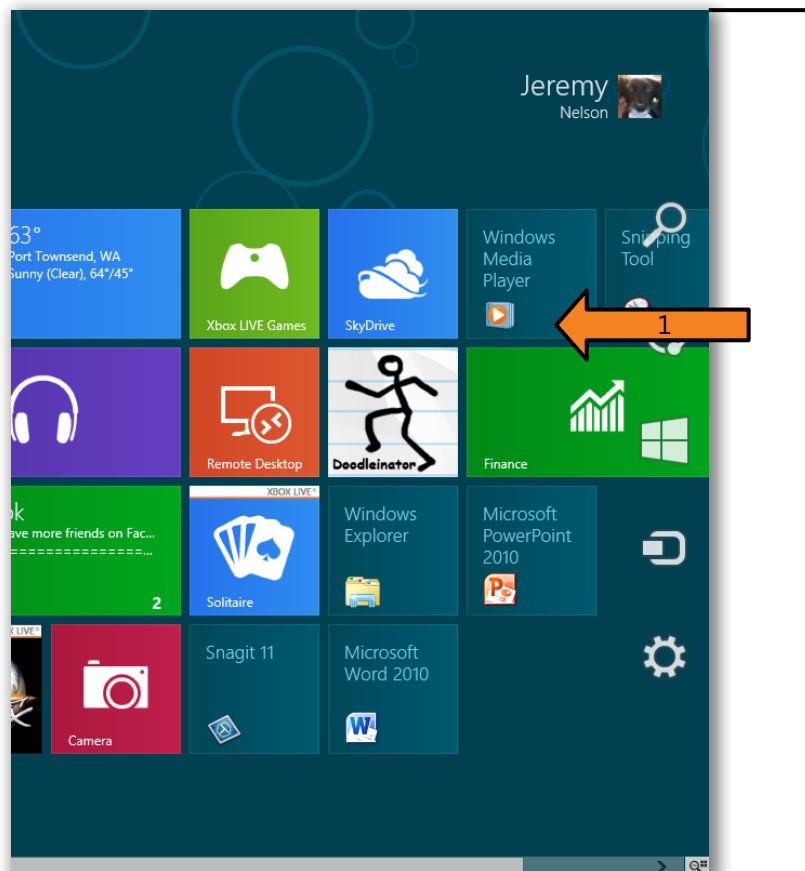 Jeremy
Nelson
63°
Port Townsend, WA
Sunny (Clear), 64°/45°
Xbox LIVE Games
SkyDrive
Windows
Media
Player
Snipping
Tool
1
Remote Desktop
Doodleinator
Finance
ok
ave more friends on Fac...
================...
2
XBOX LIVE®
Solitaire
Windows
Explorer
Microsoft
PowerPoint
2010
X LIVE®
Camera
Snagit 11
Microsoft
Word 2010